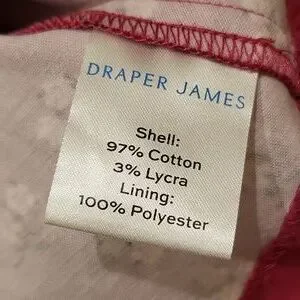 DRAPER JAMES
Shell:
97% Cotton
3% Lycra
Lining:
100% Polyester